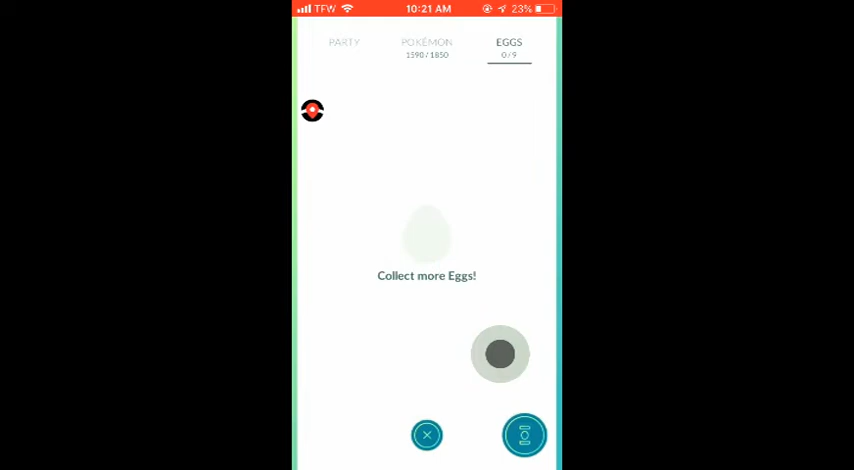 TFW 10:21 AM 23%
PARTY POKÉMON EGGS
1590 / 1850 0 / 9
Collect more Eggs!